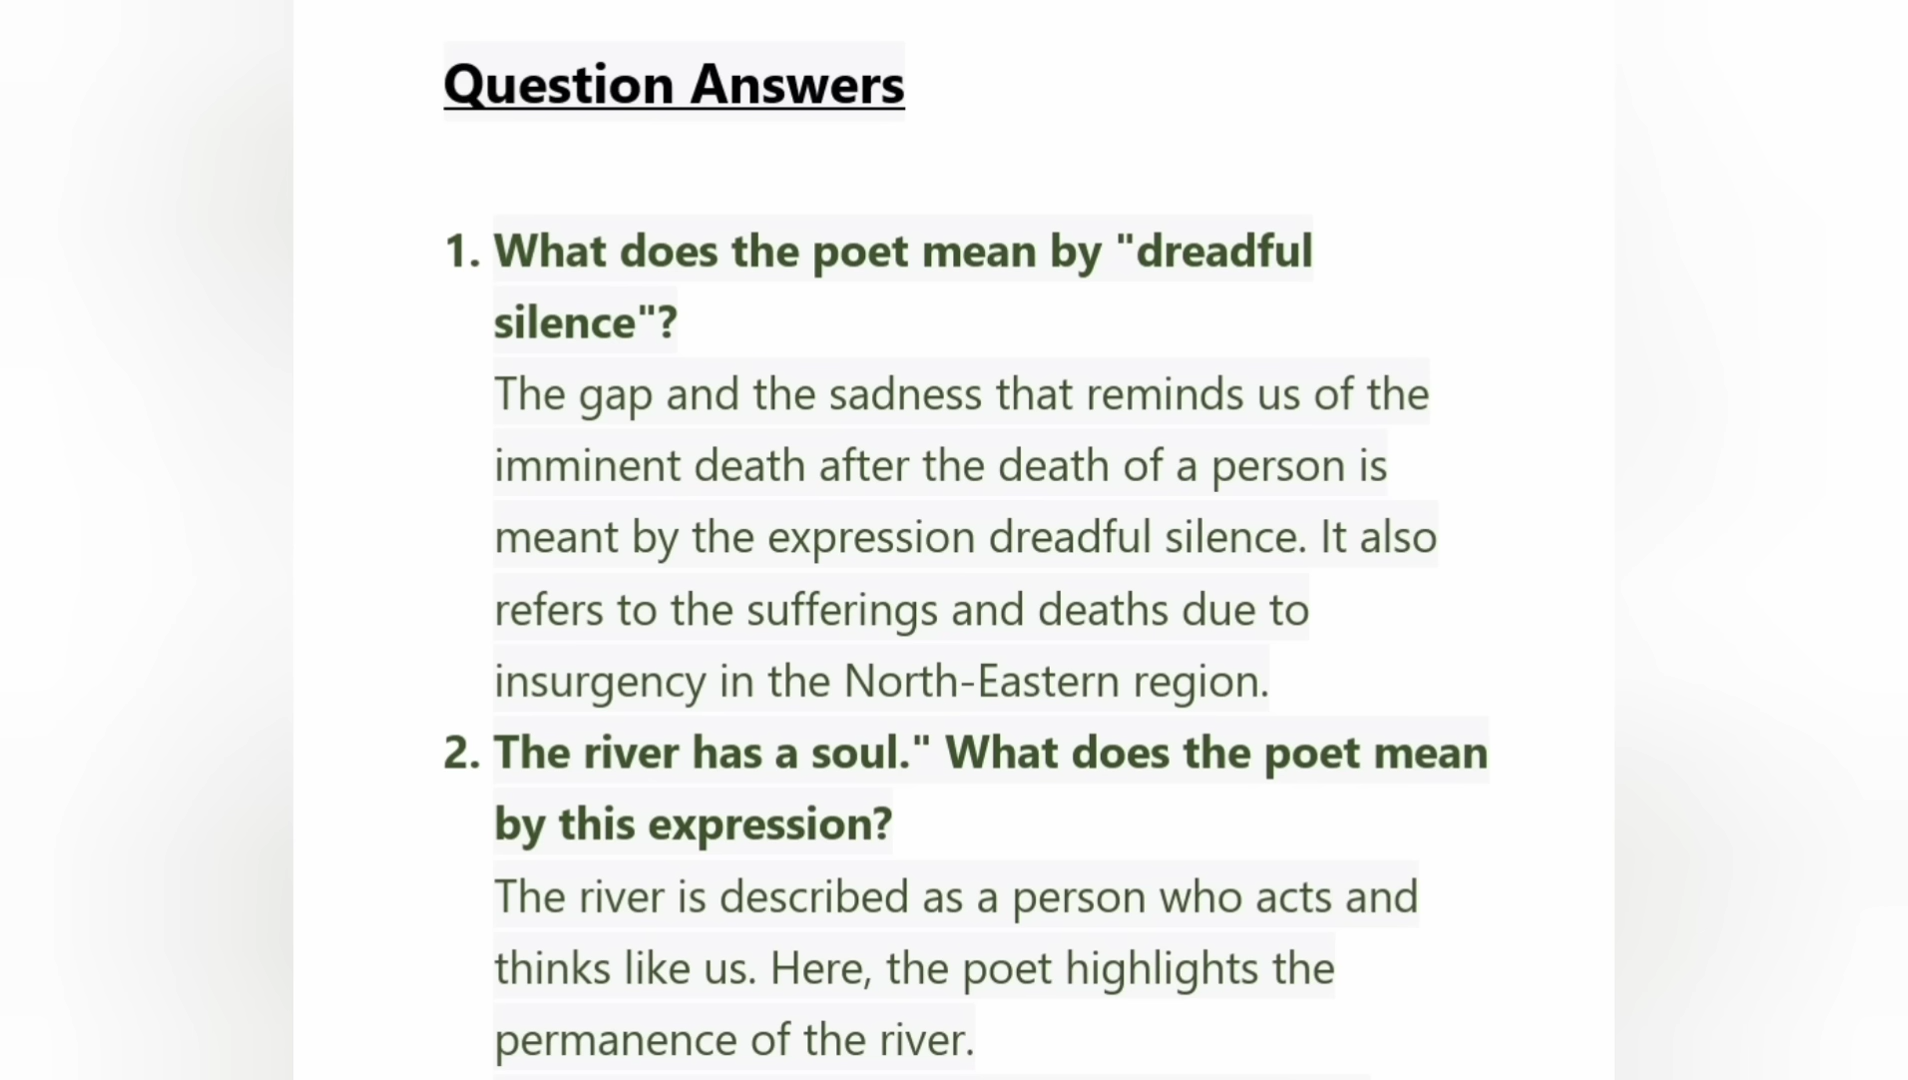 Question Answers
1. What does the poet mean by "dreadful
silence"?
The gap and the sadness that reminds us of the
imminent death after the death of a person is
meant by the expression dreadful silence. It also
refers to the sufferings and deaths due to
insurgency in the North-Eastern region.
2. The river has a soul." What does the poet mean
by this expression?
The river is described as a person who acts and
thinks like us. Here, the poet highlights the
permanence of the river.